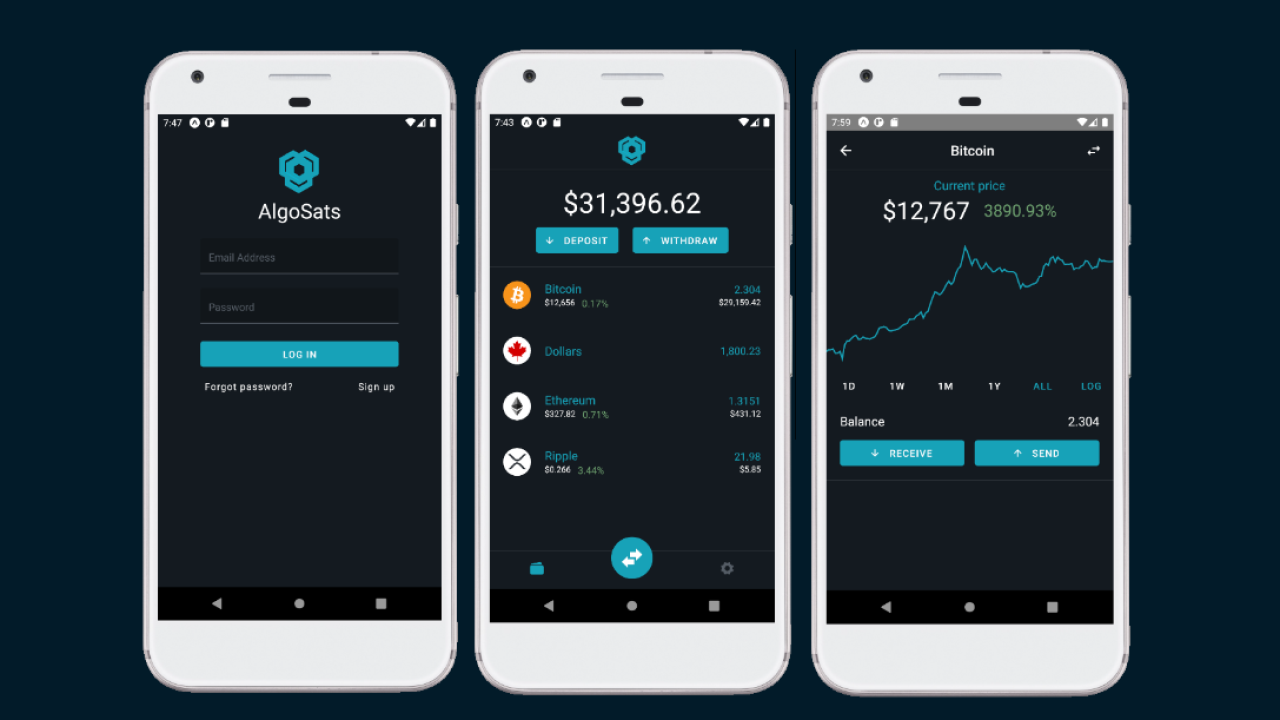 7:47
AlgoSats
Email Address
Password
LOG IN
Forgot password? Sign up
7:43
$31,396.62
DEPOSIT WITHDRAW
Bitcoin 2.304
$12,656 0.17% $29,159.42
Dollars 1,800.23
Ethereum 1.3151
$327.82 0.71% $431.12
Ripple 21.98
$0.266 3.44% $5.85
7:59
Bitcoin
Current price
$12,767 3890.93%
1D 1W 1M 1Y ALL LOG
Balance 2.304
RECEIVE SEND